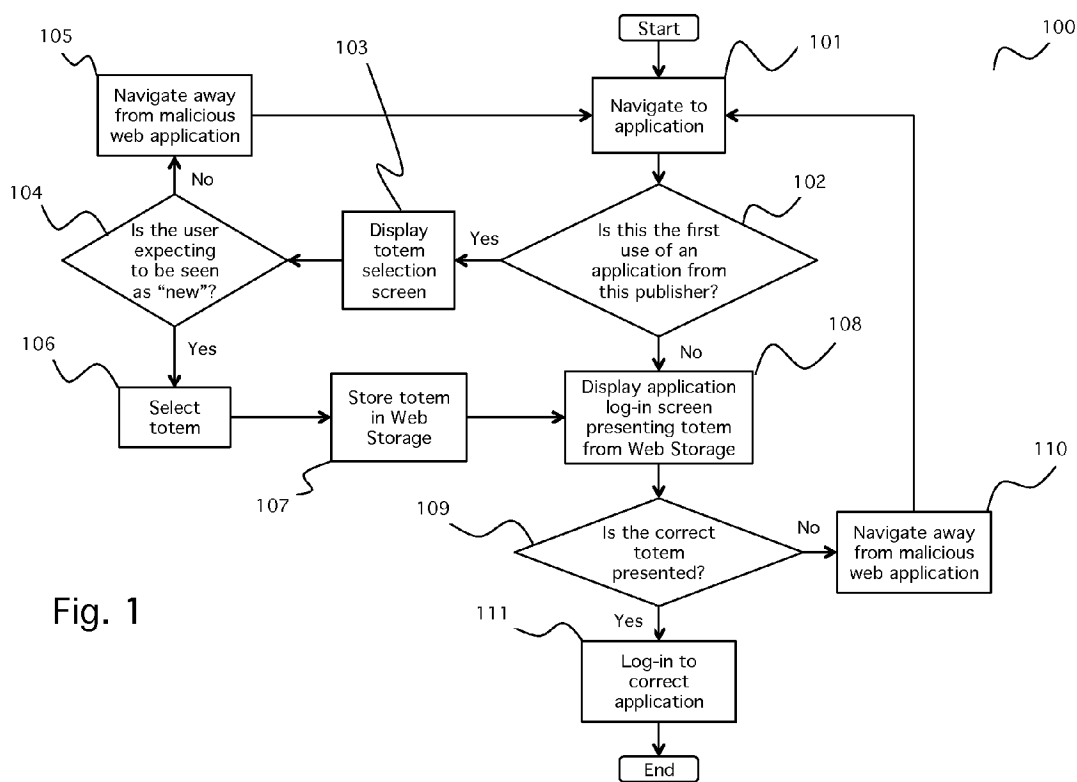 Start
105
103
101
100
Navigate away
from malicious
web application
Navigate to
application
No
104
102
Is the user
expecting
to be seen
as “new”?
Display
totem
selection
screen
Yes
Is this the first
use of an
application from
this publisher?
106
Yes
No
108
Select
totem
Store totem
in Web
Storage
Display application
log-in screen
presenting totem
from Web Storage
107
110
109
Is the correct
totem
presented?
No
Navigate away
from malicious
web application
Fig. 1
Yes
111
Log-in to
correct
application
End